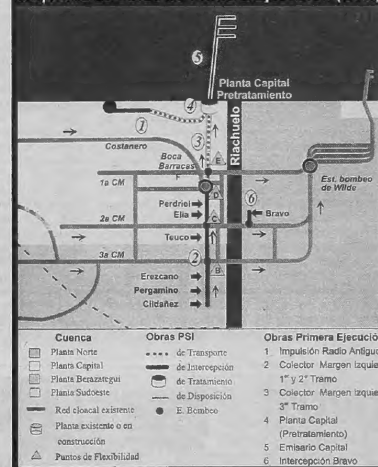 5
Planta Capital
Pretratamiento
4
1
3
Riachuelo
Costanero
Boca
Barracas
E
F
1a CM
D
Est. bombeo
de Wilde
6
Perdriel
Elia
C
Bravo
2a CM
Teuco
3a CM
2
B
Erezcano
Pergamino
Cildañez
Cuenca
Planta Norte
Planta Capital
Planta Berazategui
Planta Sudoeste
Red cloacal existente
Planta existente o en
construcción
Puntos de Flexibilidad
Obras PSI
de Transporte
de Intercepción
de Tratamiento
de Disposición
E. Bombeo
Obras Primera Ejecució
1 Impulsión Radio Antigu
2 Colector Margen Izquie
1° y 2° Tramo
3 Colector Margen Izquie
3° Tramo
4 Planta Capital
(Pretratamiento)
5 Emisario Capital
6 Intercepción Bravo